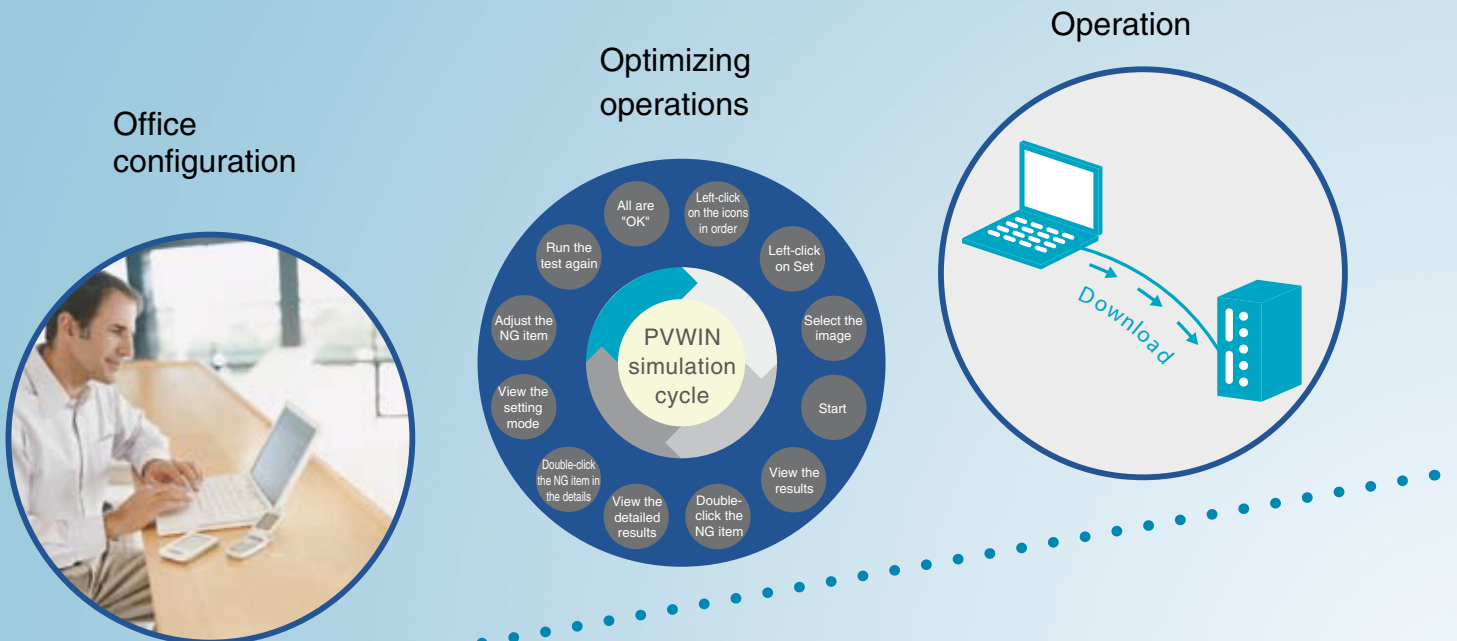 Office
configuration
Optimizing
operations
Operation
Left-click
on the icons
in order
Left-click
on Set
Select the
image
Start
View the
results
Double-
click the
NG item
View the
detailed
results
Double-click
the NG item in
the details
View the
setting
mode
Adjust the
NG item
Run the
test again
All are
"OK"
PVWIN
simulation
cycle
Download